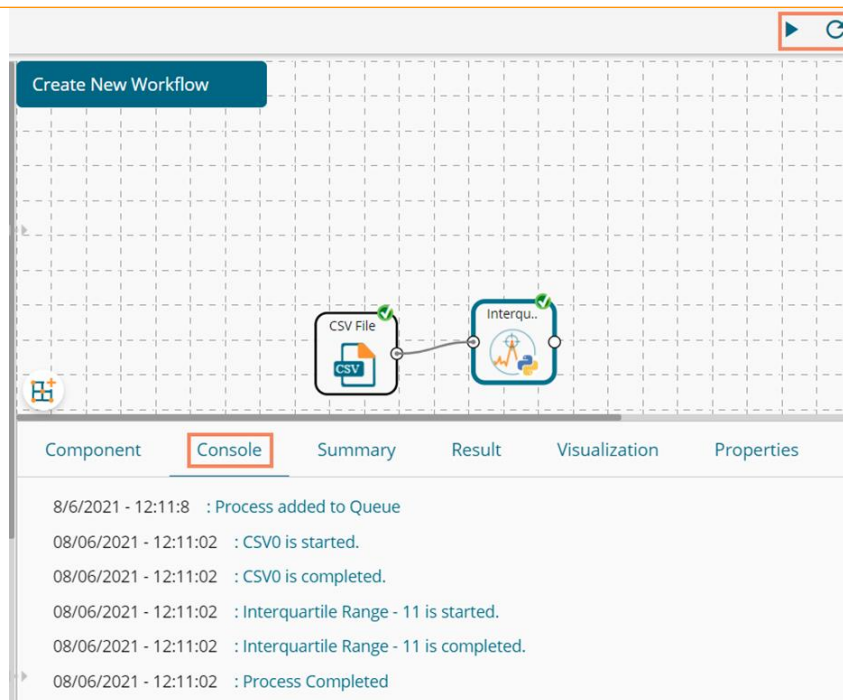 Create New Workflow
CSV File
CSV
Interqu..
Component Console Summary Result Visualization Properties
8/6/2021 - 12:11:8 : Process added to Queue
08/06/2021 - 12:11:02 : CSV0 is started.
08/06/2021 - 12:11:02 : CSV0 is completed.
08/06/2021 - 12:11:02 : Interquartile Range - 11 is started.
08/06/2021 - 12:11:02 : Interquartile Range - 11 is completed.
08/06/2021 - 12:11:02 : Process Completed